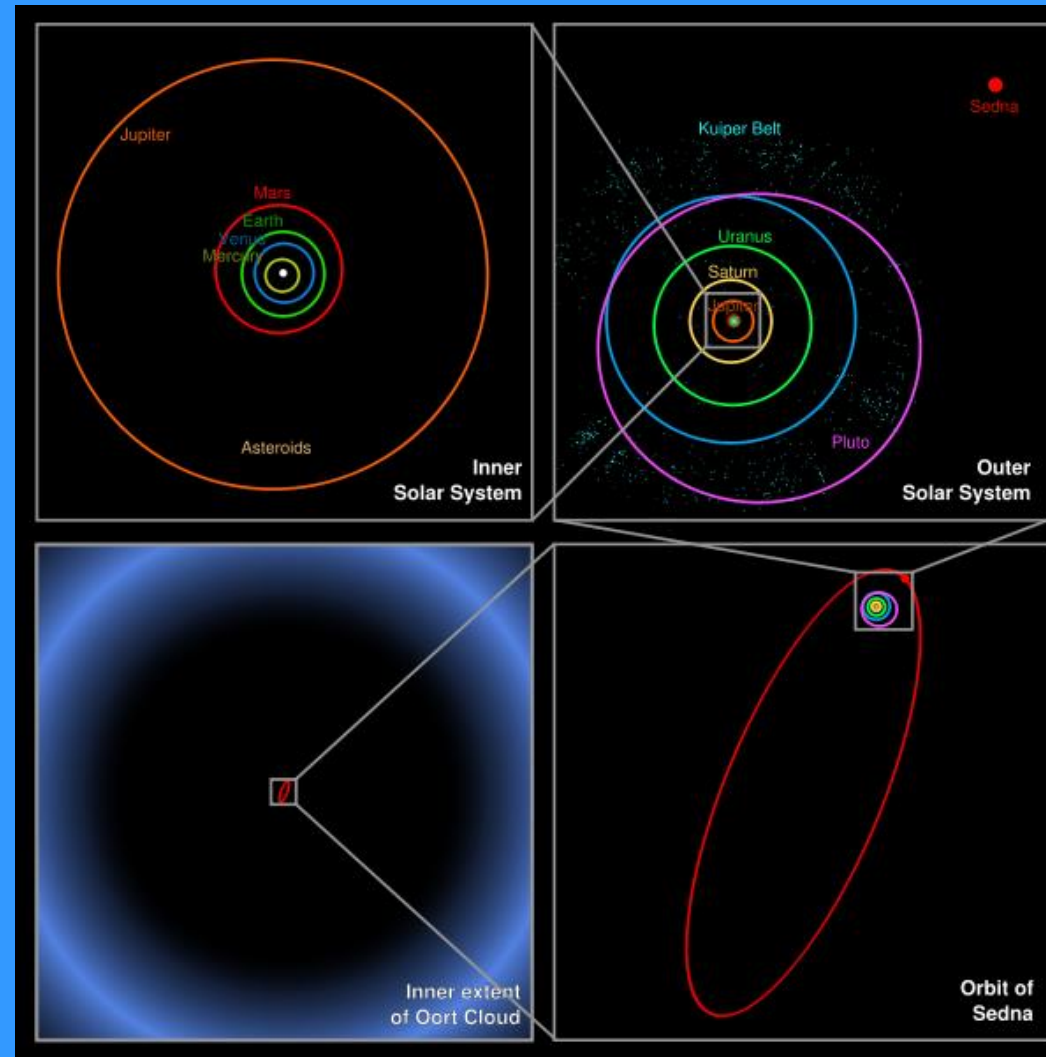 Jupiter
Mars
Earth
Venus
Mercury
Asteroids
Inner
Solar System
Sedna
Kuiper Belt
Uranus
Saturn
Jupiter
Pluto
Outer
Solar System
Inner extent
of Oort Cloud
Orbit of
Sedna